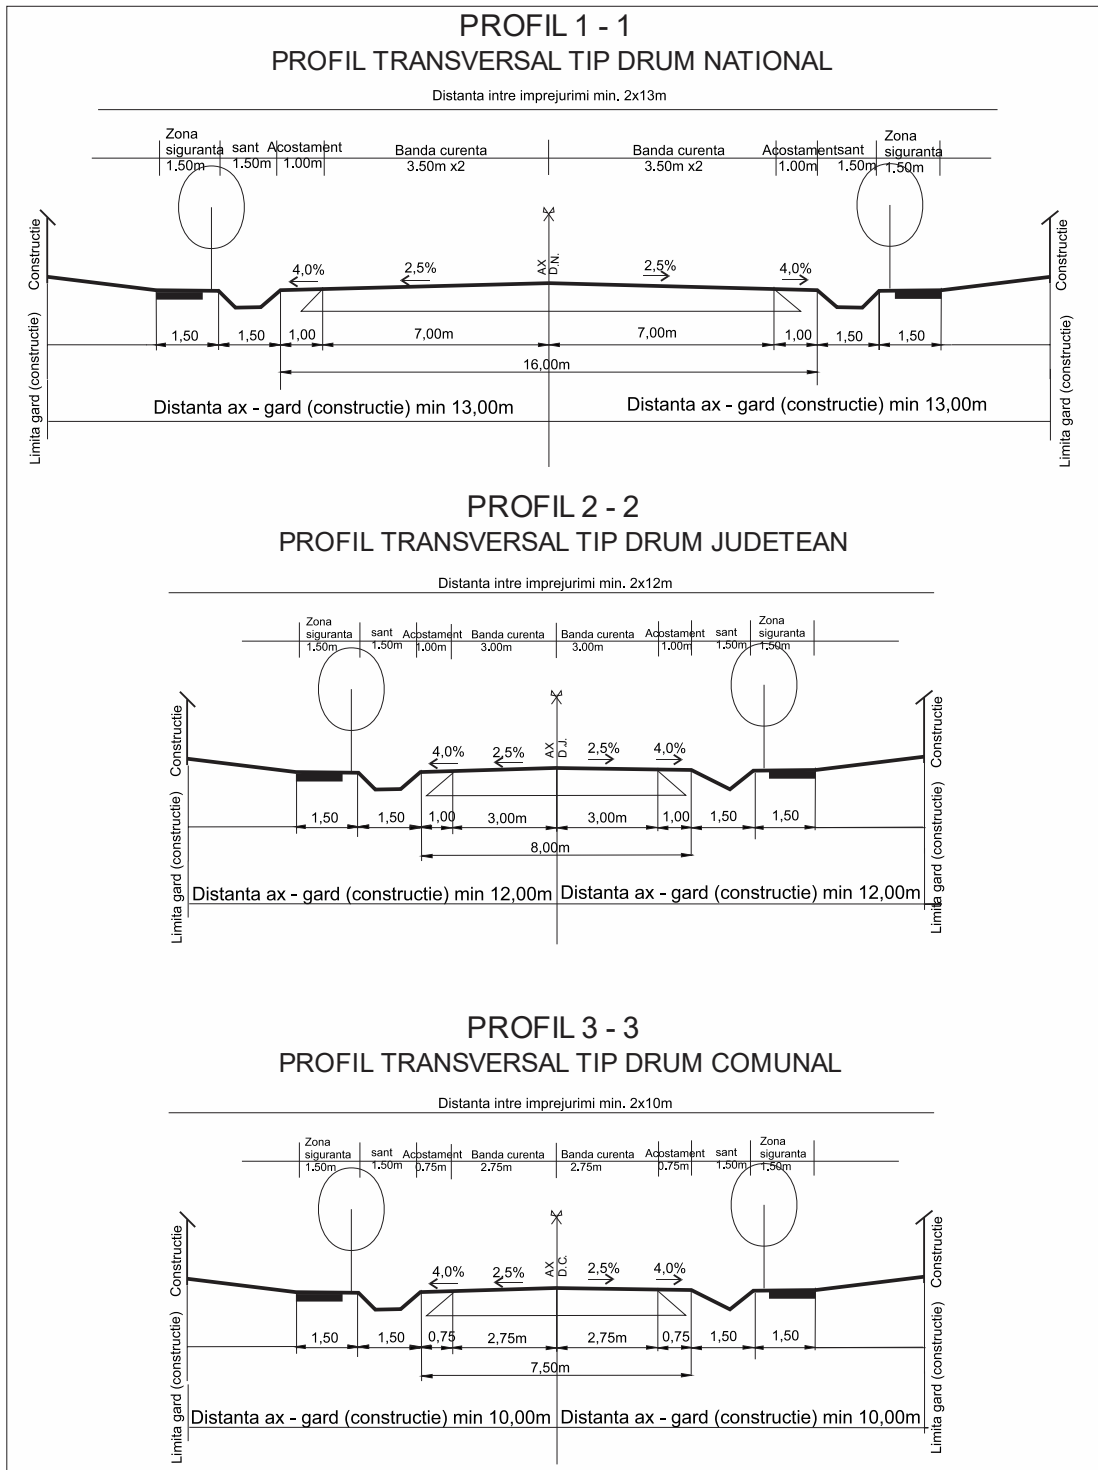 PROFIL 1 - 1
PROFIL TRANSVERSAL TIP DRUM NATIONAL
Distanta intre imprejurimi min. 2x13m
Zona siguranta 1.50m
sant 1.50m
Acostament 1.00m
Banda curenta 3.50m x2
Banda curenta 3.50m x2
Acostament 1.00m
sant 1.50m
Zona siguranta 1.50m
Constructie
Limita gard (constructie)
4,0%
2,5%
AX
D.N.
2,5%
4,0%
Constructie
Limita gard (constructie)
1,50
1,50
1,00
7,00m
7,00m
1,00
1,50
1,50
16,00m
Distanta ax - gard (constructie) min 13,00m
Distanta ax - gard (constructie) min 13,00m
PROFIL 2 - 2
PROFIL TRANSVERSAL TIP DRUM JUDETEAN
Distanta intre imprejurimi min. 2x12m
Zona siguranta 1.50m
sant 1.50m
Acostament 1.00m
Banda curenta 3.00m
Banda curenta 3.00m
Acostament 1.00m
sant 1.50m
Zona siguranta 1.50m
Constructie
Limita gard (constructie)
4,0%
2,5%
AX
D.J.
2,5%
4,0%
Constructie
Limita gard (constructie)
1,50
1,50
1,00
3,00m
3,00m
1,00
1,50
1,50
8,00m
Distanta ax - gard (constructie) min 12,00m
Distanta ax - gard (constructie) min 12,00m
PROFIL 3 - 3
PROFIL TRANSVERSAL TIP DRUM COMUNAL
Distanta intre imprejurimi min. 2x10m
Zona siguranta 1.50m
sant 1.50m
Acostament 0.75m
Banda curenta 2.75m
Banda curenta 2.75m
Acostament 0.75m
sant 1.50m
Zona siguranta 1.50m
Constructie
Limita gard (constructie)
4,0%
2,5%
AX
D.C.
2,5%
4,0%
Constructie
Limita gard (constructie)
1,50
1,50
0,75
2,75m
2,75m
0,75
1,50
1,50
7,50m
Distanta ax - gard (constructie) min 10,00m
Distanta ax - gard (constructie) min 10,00m